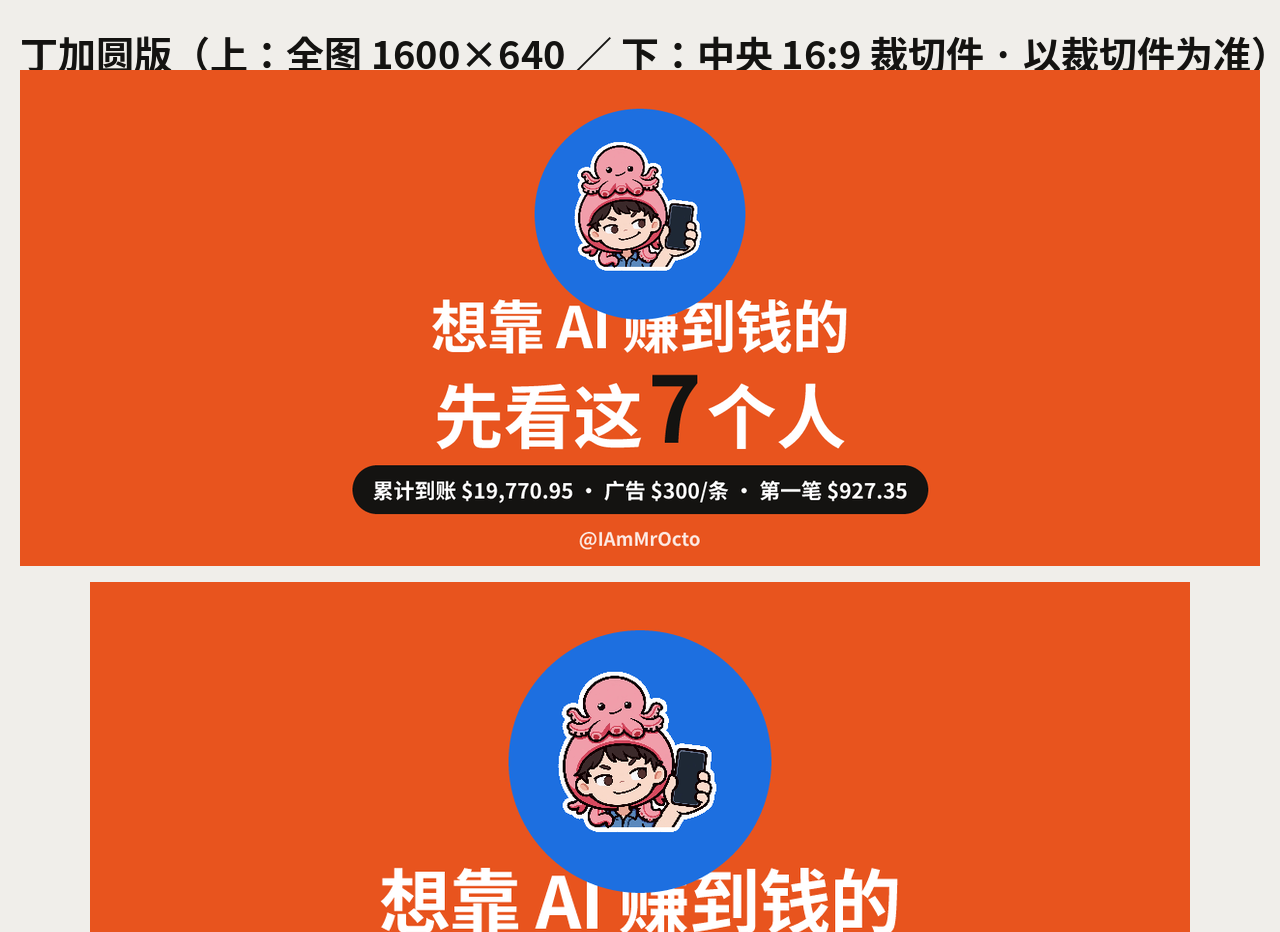 丁加圆版（上：全图 1600×640 ／ 下：中央 16:9 裁切件 · 以裁切件为准）
想靠 AI 赚到钱的
先看这7个人
累计到账 $19,770.95 · 广告 $300/条 · 第一笔 $927.35
@IAmMrOcto
想靠 AI 赚到钱的